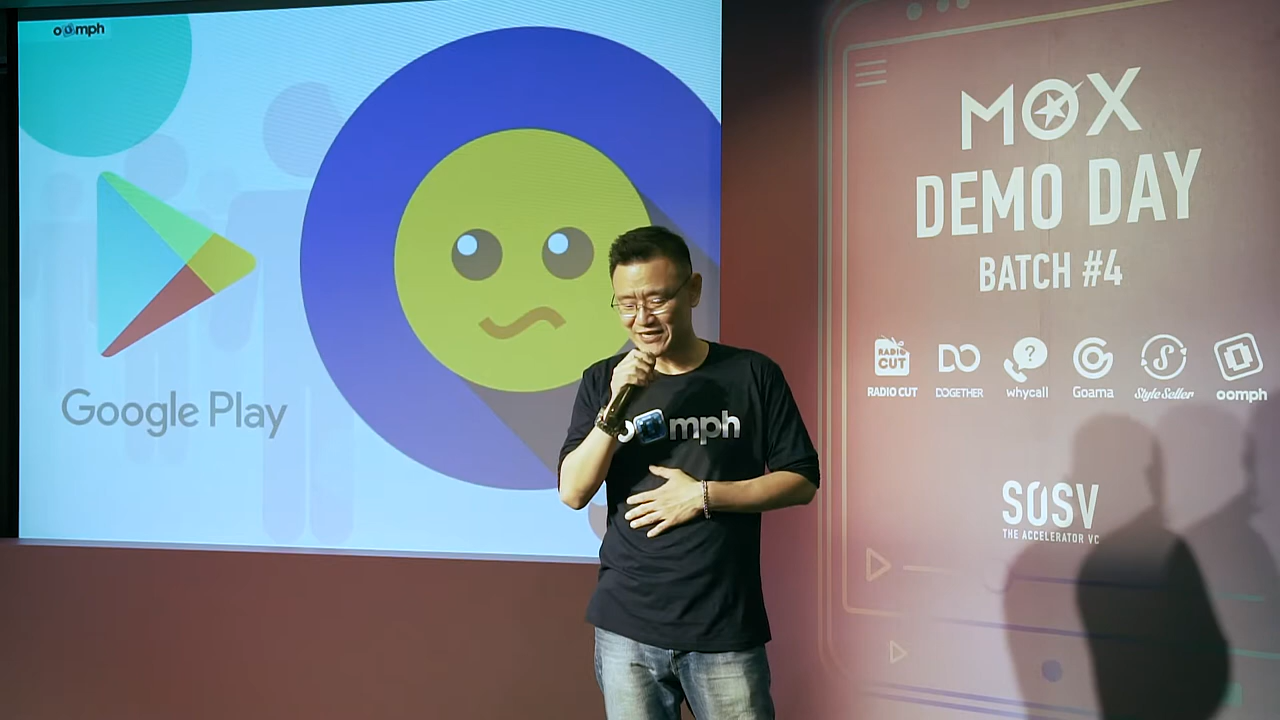 oomph
Google Play
oomph
MOX
DEMO DAY
BATCH #4
RADIO CUT
RADIO CUT
DO
DOGETHER
?
whycall
Goama
S
Style Seller
oomph
SOSV
THE ACCELERATOR VC